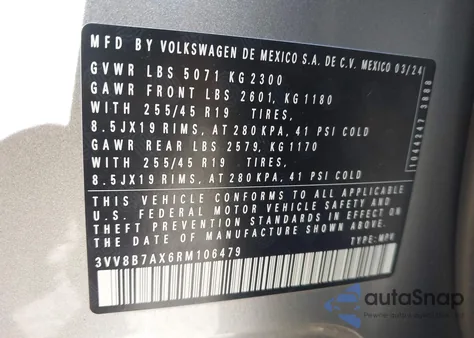 MFD BY VOLKSWAGEN DE MEXICO S.A. DE C.V. MEXICO 03/24
GVWR LBS 5071 KG 2300
GAWR FRONT LBS 2601, KG 1180
WITH 255/45 R19 TIRES,
8.5JX19 RIMS, AT 280 KPA, 41 PSI COLD
GAWR REAR LBS 2579, KG 1170
WITH 255/45 R19 TIRES,
8.5JX19 RIMS, AT 280KPA, 41 PSI COLD
THIS VEHICLE CONFORMS TO ALL APPLICABLE
U.S. FEDERAL MOTOR VEHICLE SAFETY AND
THEFT PREVENTION STANDARDS IN EFFECT ON
THE DATE OF MANUFACTURE SHOWN ABOVE.
3VV8B7AX6RM106479 TYPE: MPV
autoSnap